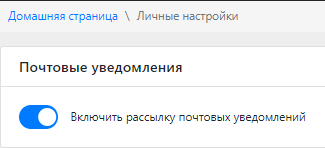 Домашняя страница \ Личные настройки
Почтовые уведомления
Включить рассылку почтовых уведомлений